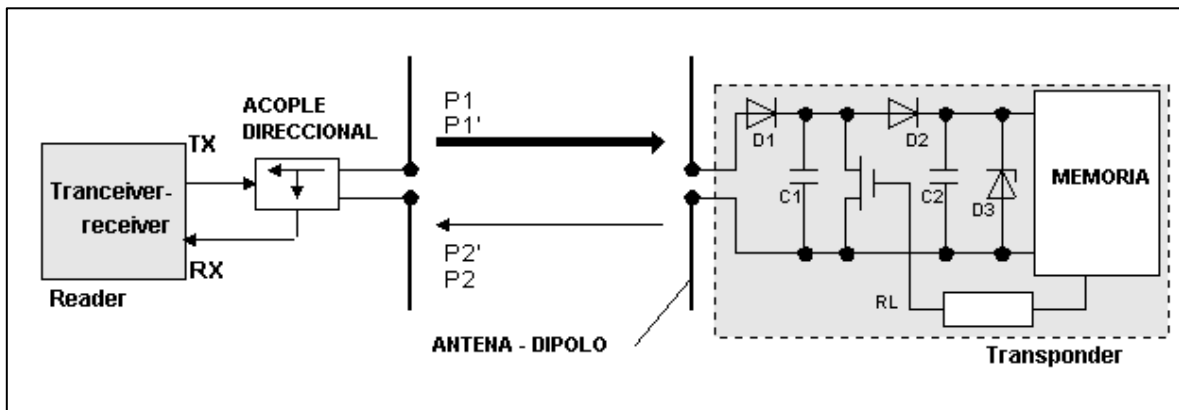 ACOPLE
DIRECCIONAL
TX
Tranceiver-
receiver
RX
Reader
P1
P1'
P2'
P2
ANTENA - DIPOLO
D1
D2
C1
C2
D3
MEMORIA
RL
Transponder